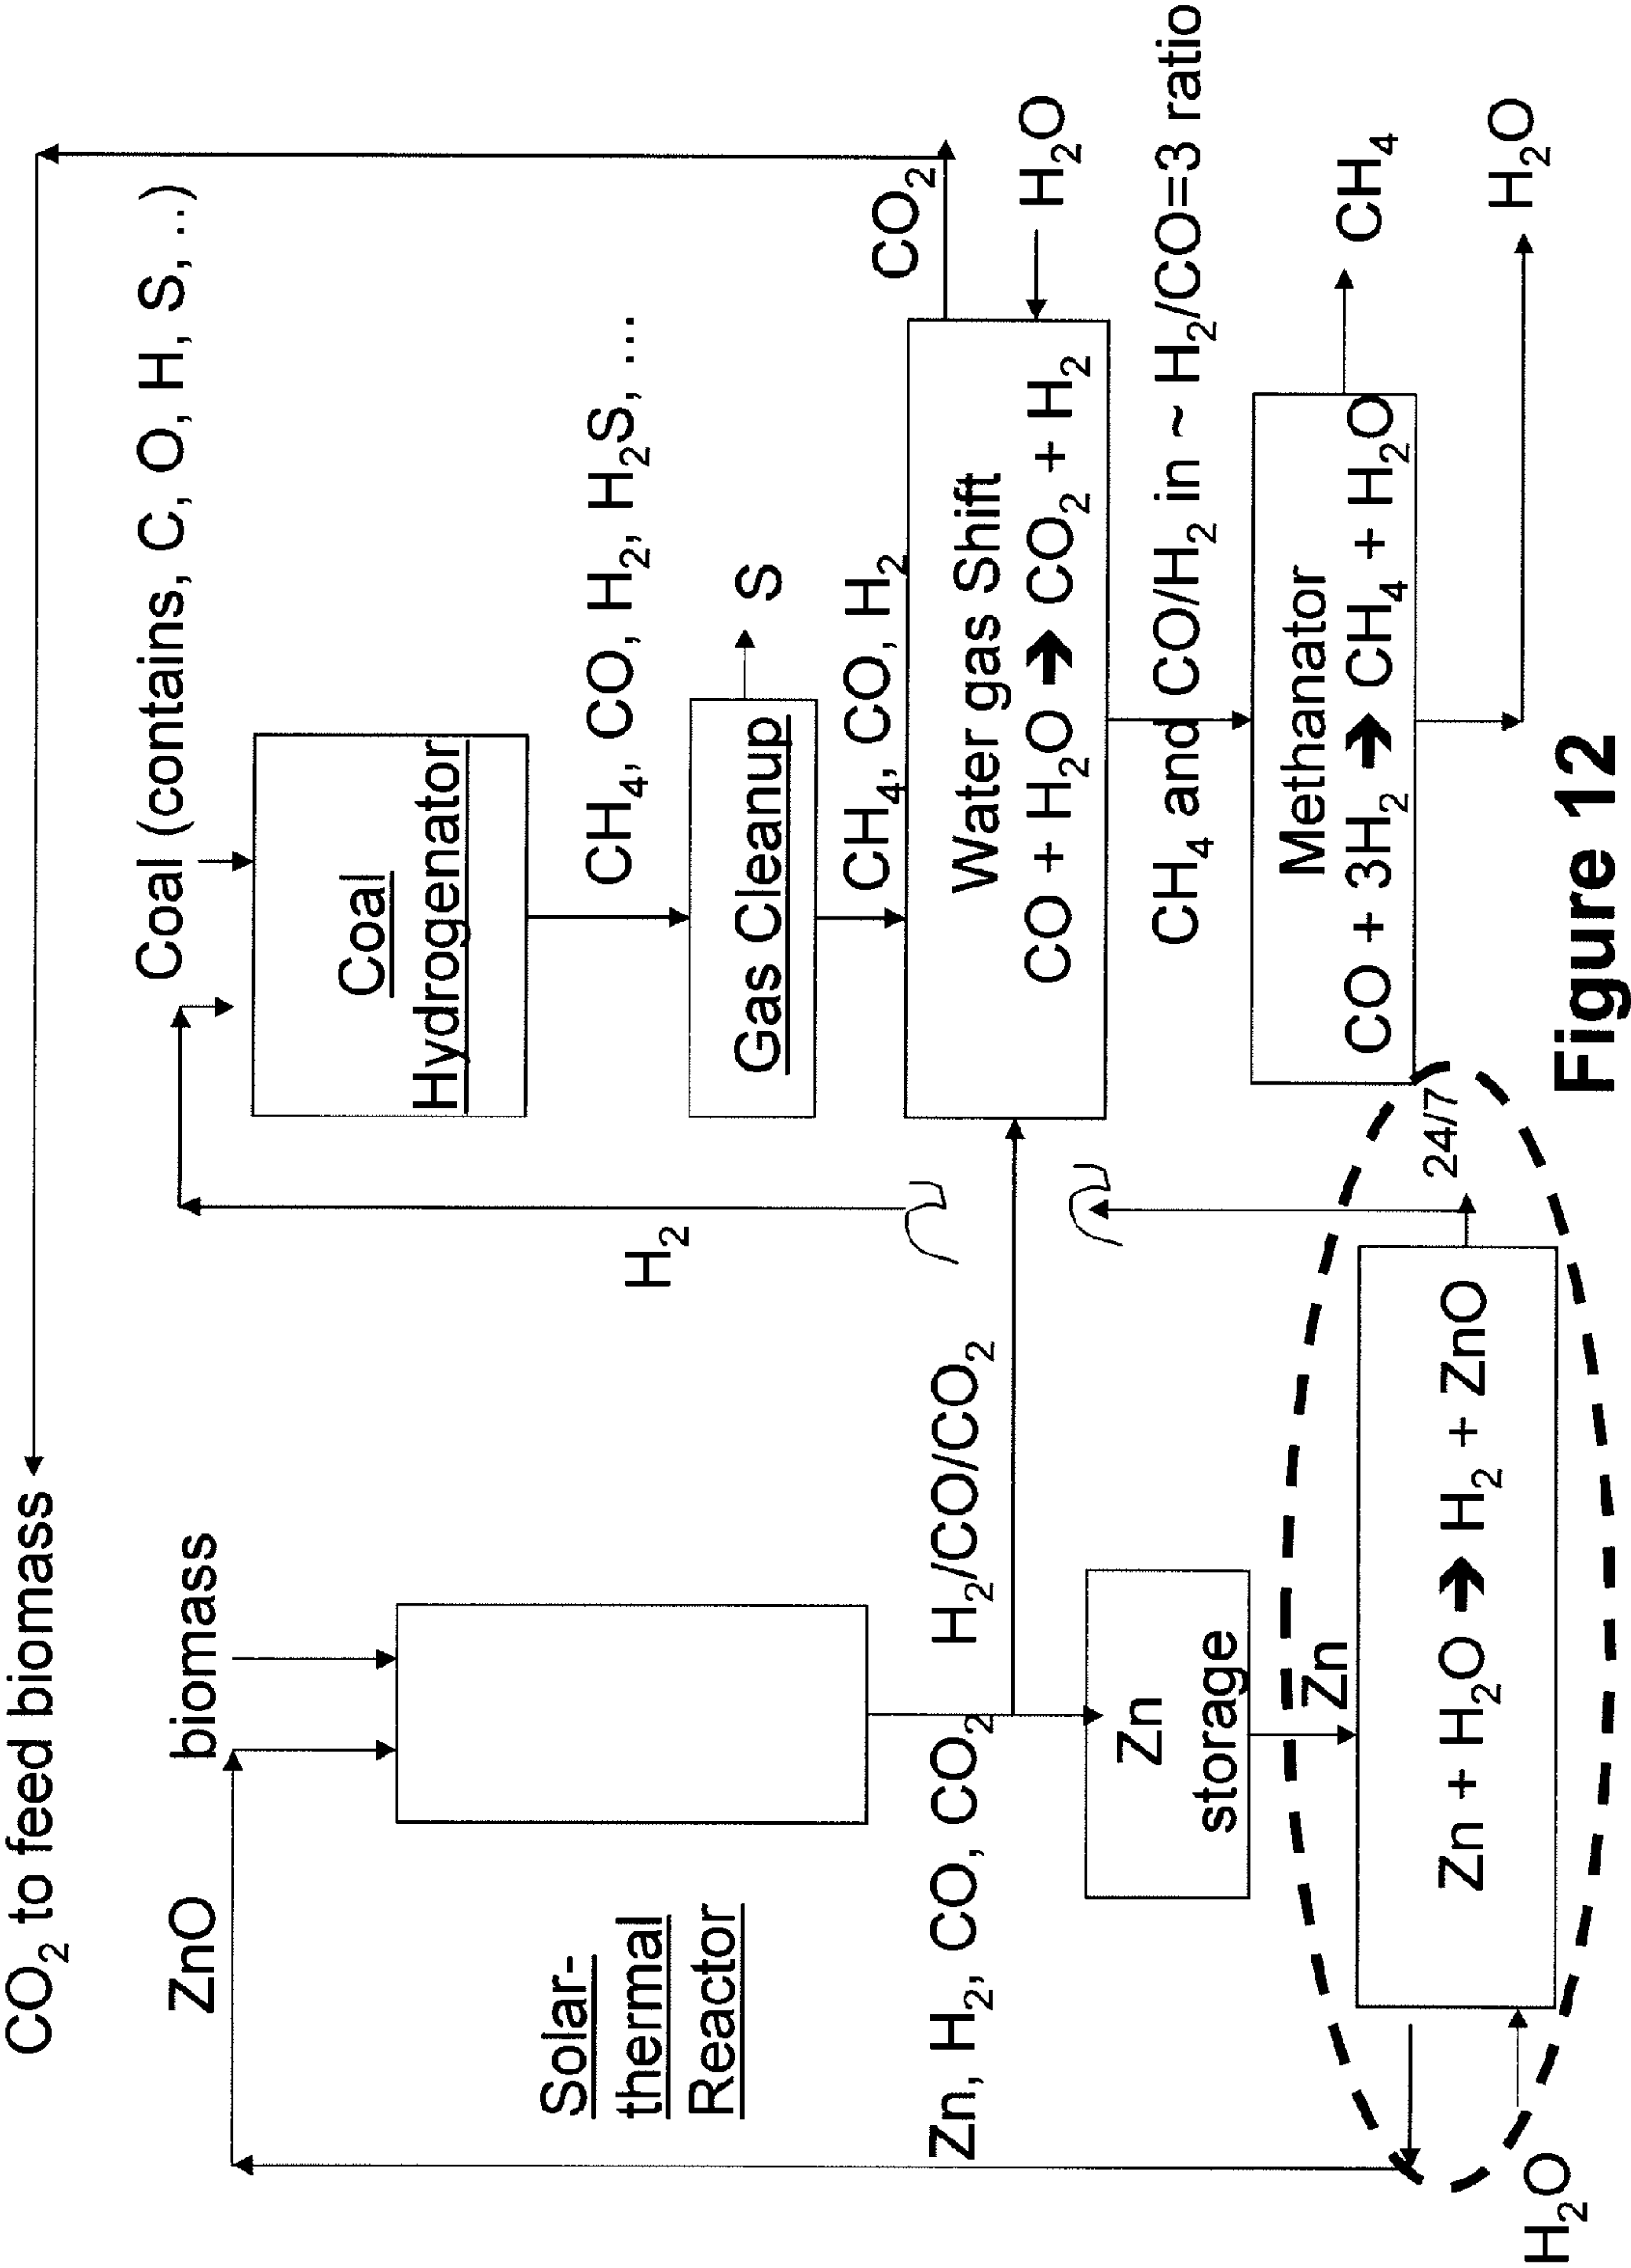 CO2 to feed biomass
ZnO
biomass
Coal (contains, C, O, H, S, ..)
Solar-
thermal
Reactor
H2
Coal
Hydrogenator
CH4, CO, H2, H2S, …
Gas Cleanup
S
CH4, CO, H2
CO2
Zn, H2, CO, CO2
H2/CO/CO2
Water gas Shift
CO + H2O ➔ CO2 + H2
H2O
Zn
storage
CH4 and CO/H2 in ~ H2/CO=3 ratio
Zn
Methanator
CO + 3H2 ➔ CH4 + H2O
CH4
24/7
Zn + H2O ➔ H2 + ZnO
H2O
H2O
Figure 12